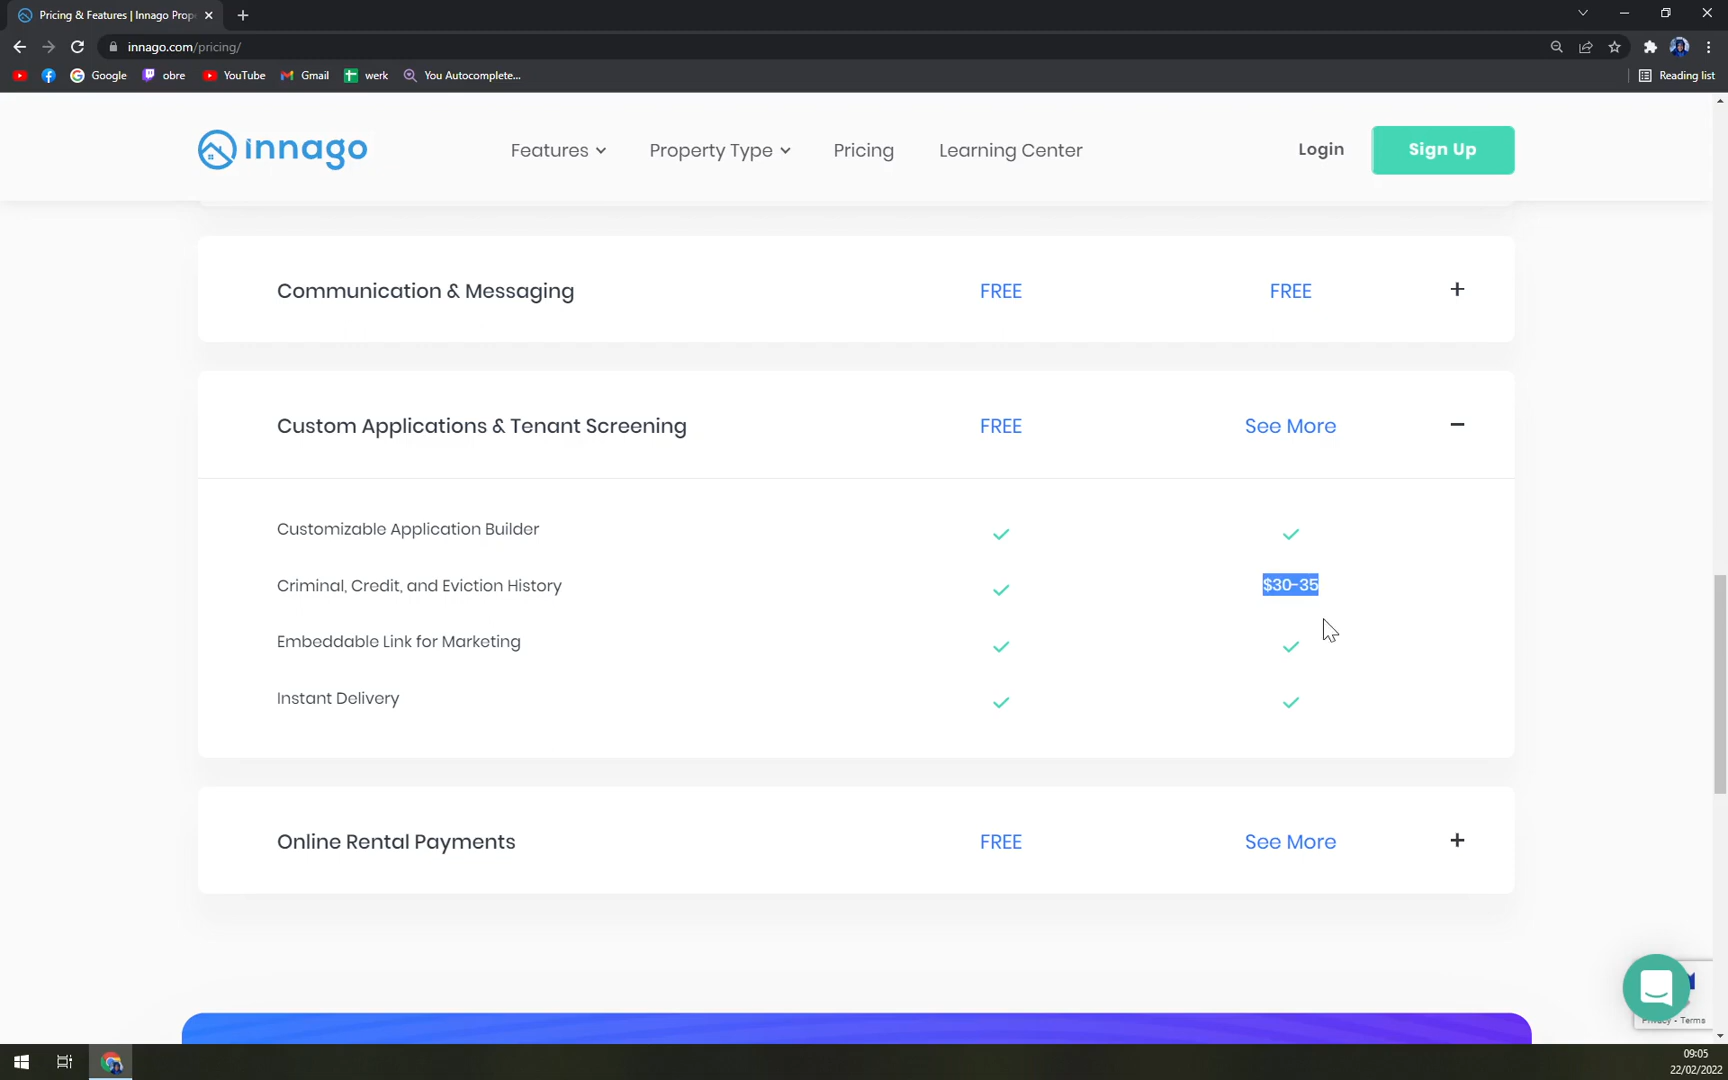 Pricing & Features | Innago Prop
innago.com/pricing/
Google
obre
YouTube
Gmail
werk
You Autocomplete...
Reading list
innago
Features
Property Type
Pricing
Learning Center
Login
Sign Up
Communication & Messaging FREE FREE +
Custom Applications & Tenant Screening FREE See More −
Customizable Application Builder
Criminal, Credit, and Eviction History $30-35
Embeddable Link for Marketing
Instant Delivery
Online Rental Payments FREE See More +
Privacy - Terms
09:05
22/02/2022